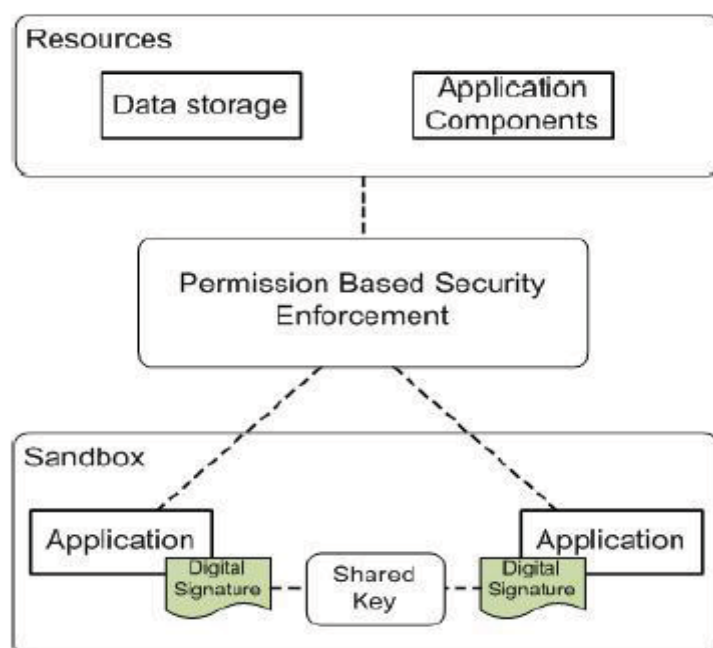 Resources
Data storage
Application
Components
Permission Based Security
Enforcement
Sandbox
Application
Digital
Signature
Shared
Key
Application
Digital
Signature